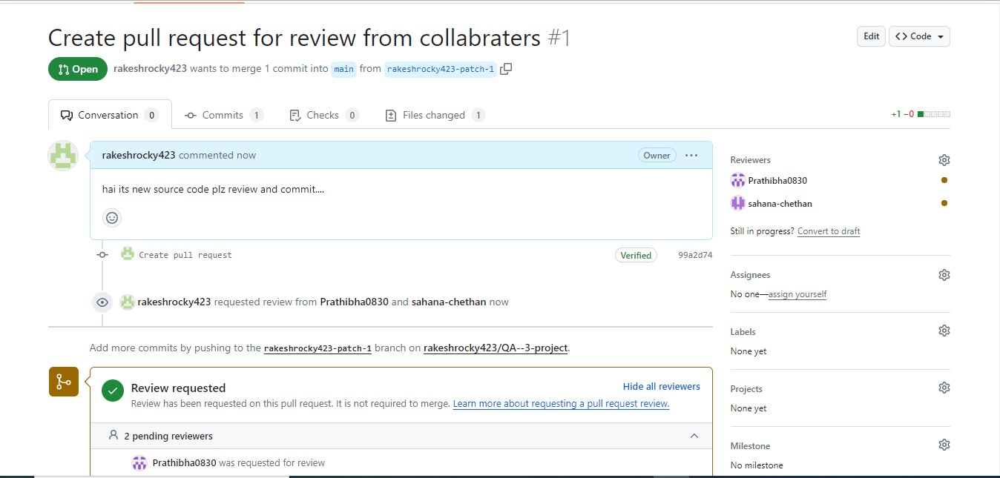 Create pull request for review from collabraters #1
Edit
<> Code
Open
rakeshrocky423 wants to merge 1 commit into main from rakeshrocky423-patch-1
Conversation 0
Commits 1
Checks 0
Files changed 1
+1 −0
rakeshrocky423 commented now
Owner
hai its new source code plz review and commit....
Create pull request
Verified
99a2d74
rakeshrocky423 requested review from Prathibha0830 and sahana-chethan now
Add more commits by pushing to the rakeshrocky423-patch-1 branch on rakeshrocky423/QA--3-project.
Review requested
Hide all reviewers
Review has been requested on this pull request. It is not required to merge. Learn more about requesting a pull request review.
2 pending reviewers
Prathibha0830 was requested for review
Reviewers
Prathibha0830
sahana-chethan
Still in progress? Convert to draft
Assignees
No one—assign yourself
Labels
None yet
Projects
None yet
Milestone
No milestone